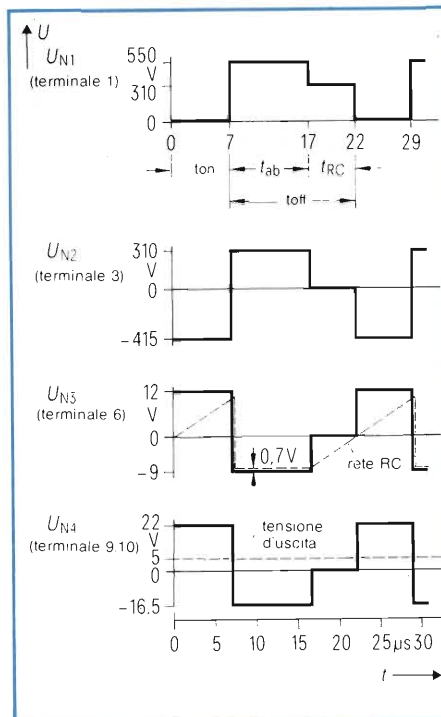 U
U_N1
(terminale 1)
550
V
310
0
0 7 17 22 29
ton t_ab t_RC
toff
U_N2
(terminale 3)
310
V
0
-415
U_N3
(terminale 6)
12
V
0
-9
0,7V
rete RC
U_N4
(terminale 9.10)
22
V
5
0
-16.5
tensione
d'uscita
0 5 10 15 20 25µs30
t